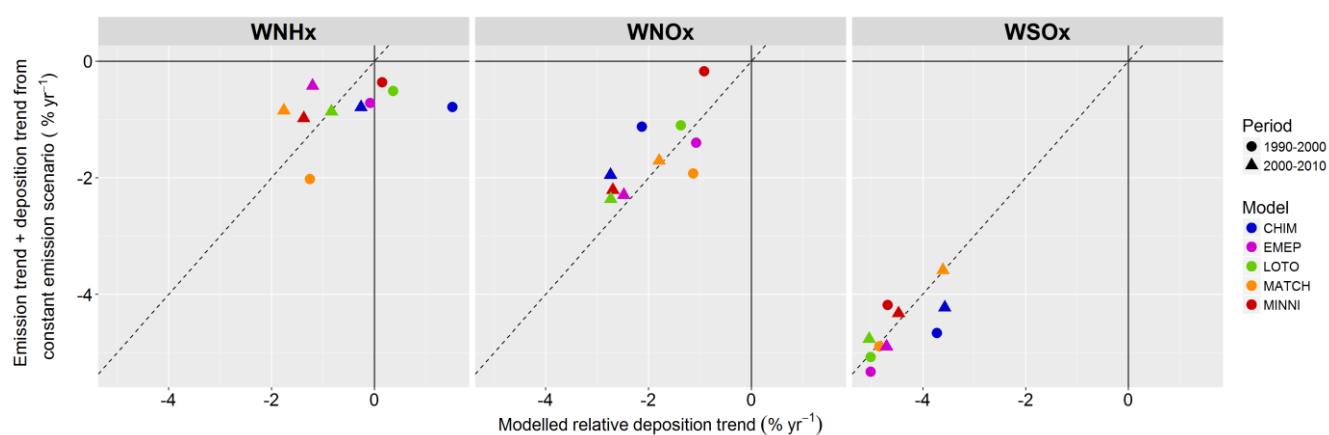 WNHx
WNOx
WSOx
Emission trend + deposition trend from
constant emission scenario ( % yr−1)
0
-2
-4
-4
-2
0
-4
-2
0
-4
-2
0
Modelled relative deposition trend (% yr−1)
Period
1990-2000
2000-2010
Model
CHIM
EMEP
LOTO
MATCH
MINNI